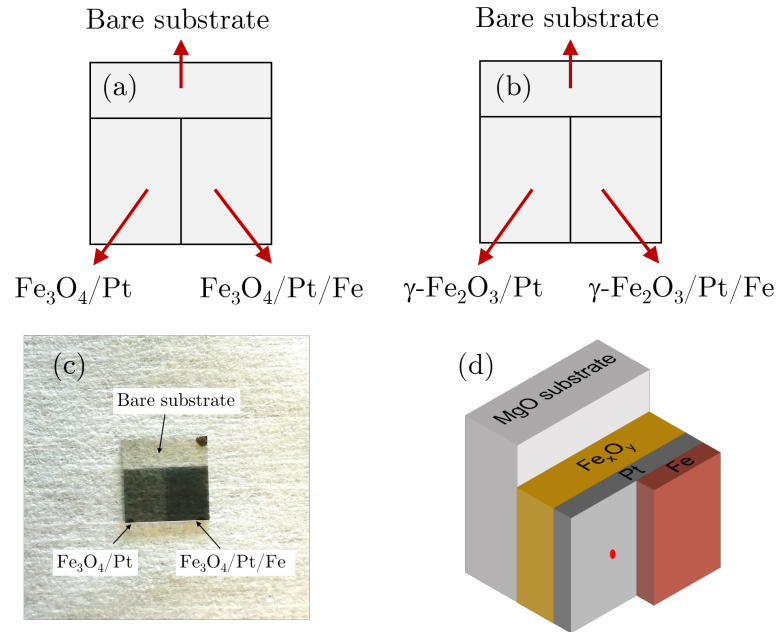 Bare substrate
(a)
Fe₃O₄/Pt
Fe₃O₄/Pt/Fe
Bare substrate
(b)
γ-Fe₂O₃/Pt
γ-Fe₂O₃/Pt/Fe
(c)
Bare substrate
Fe₃O₄/Pt
Fe₃O₄/Pt/Fe
(d)
MgO substrate
FeₓOᵧ
Pt
Fe